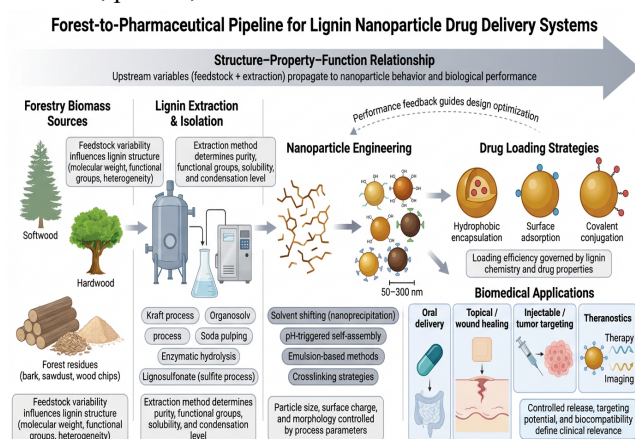 Forest-to-Pharmaceutical Pipeline for Lignin Nanoparticle Drug Delivery Systems
Structure–Property–Function Relationship
Upstream variables (feedstock + extraction) propagate to nanoparticle behavior and biological performance
Performance feedback guides design optimization
Forestry Biomass
Sources
Feedstock variability
influences lignin structure
(molecular weight, functional
groups, heterogeneity)
Softwood
Hardwood
Forest residues
(bark, sawdust, wood chips)
Feedstock variability
influences lignin structure
(molecular weight, functional
groups, heterogeneity)
Lignin Extraction
& Isolation
Extraction method
determines purity,
functional groups, solubility,
and condensation level
Kraft process
Organosolv
process
Soda pulping
Enzymatic hydrolysis
Lignosulfonate (sulfite process)
Extraction method determines
purity, functional groups,
solubility, and condensation
level
Nanoparticle Engineering
50–300 nm
Solvent shifting (nanoprecipitation)
pH-triggered self-assembly
Emulsion-based methods
Crosslinking strategies
Particle size, surface charge,
and morphology controlled
by process parameters
Drug Loading Strategies
Hydrophobic
encapsulation
Surface
adsorption
Covalent
conjugation
Loading efficiency governed by lignin
chemistry and drug properties
Biomedical Applications
Oral
delivery
Topical /
wound healing
Injectable /
tumor targeting
Theranostics
Therapy
Imaging
Controlled release, targeting
potential, and biocompatibility
define clinical relevance